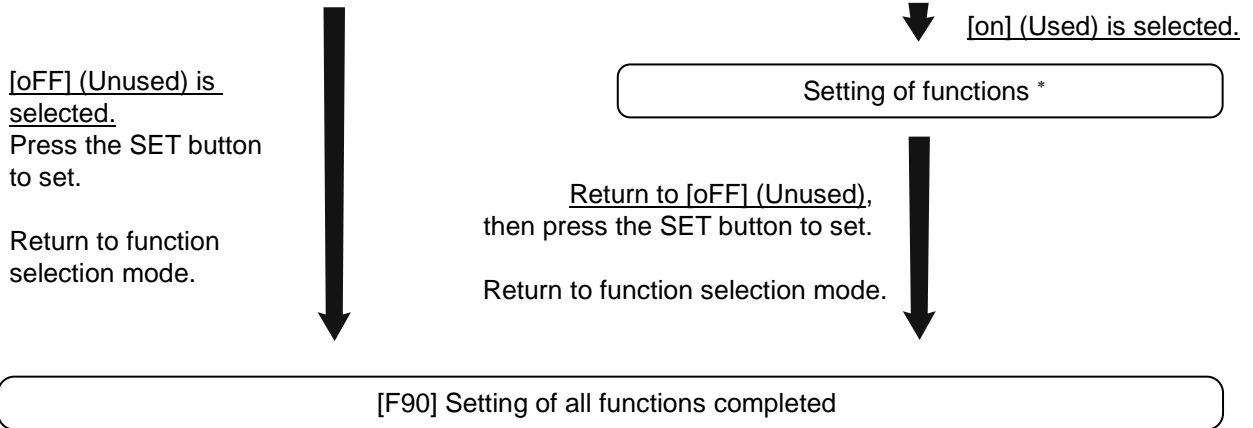 [on] (Used) is selected.
[oFF] (Unused) is
selected.
Press the SET button
to set.
Return to function
selection mode.
Setting of functions *
Return to [oFF] (Unused),
then press the SET button to set.
Return to function selection mode.
[F90] Setting of all functions completed